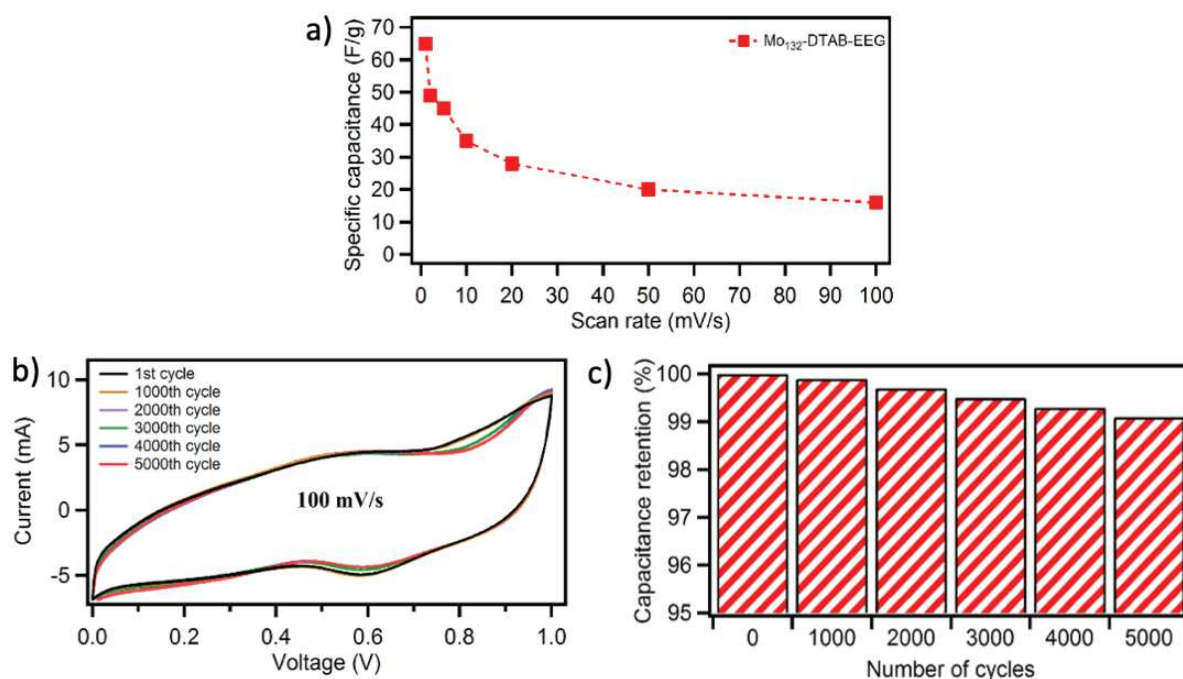 a)
Specific capacitance (F/g)
70
60
50
40
30
20
10
0
Mo₁₃₂-DTAB-EEG
0 10 20 30 40 50 60 70 80 90 100
Scan rate (mV/s)
b)
Current (mA)
10
5
0
-5
1st cycle
1000th cycle
2000th cycle
3000th cycle
4000th cycle
5000th cycle
100 mV/s
0.0 0.2 0.4 0.6 0.8 1.0
Voltage (V)
c)
Capacitance retention (%)
100
99
98
97
96
95
0 1000 2000 3000 4000 5000
Number of cycles